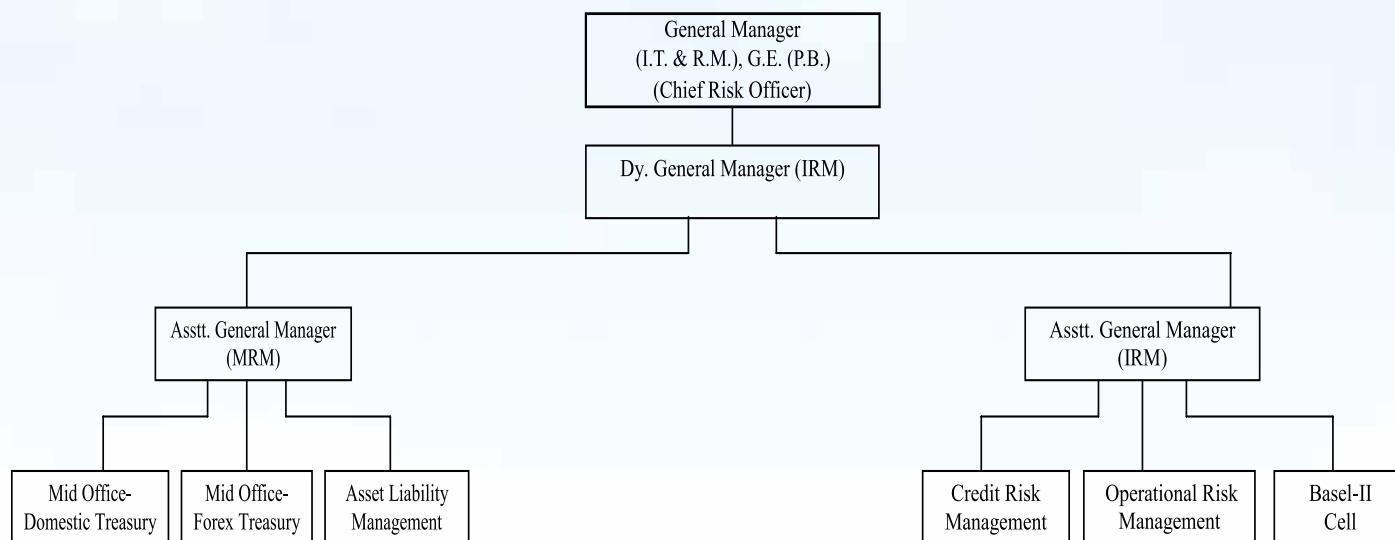 General Manager
(I.T. & R.M.), G.E. (P.B.)
(Chief Risk Officer)
Dy. General Manager (IRM)
Asstt. General Manager
(MRM)
Asstt. General Manager
(IRM)
Mid Office-
Domestic Treasury
Mid Office-
Forex Treasury
Asset Liability
Management
Credit Risk
Management
Operational Risk
Management
Basel-II
Cell